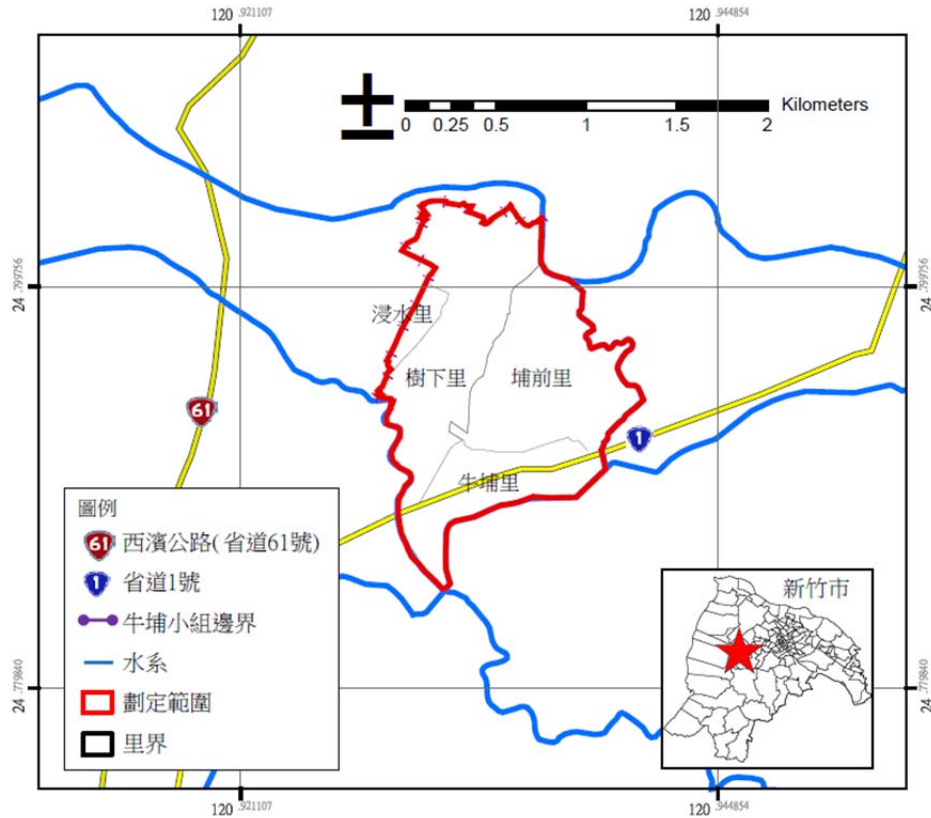 120 .921107
120 .944854
Kilometers
0 0.25 0.5 1 1.5 2
24 .799756
24 .799756
浸水里
樹下里
埔前里
61
1
牛埔里
圖例
61 西濱公路( 省道61號)
1 省道1號
牛埔小組邊界
水系
劃定範圍
里界
新竹市
24 .779840
24 .779840
120 .921107
120 .944854